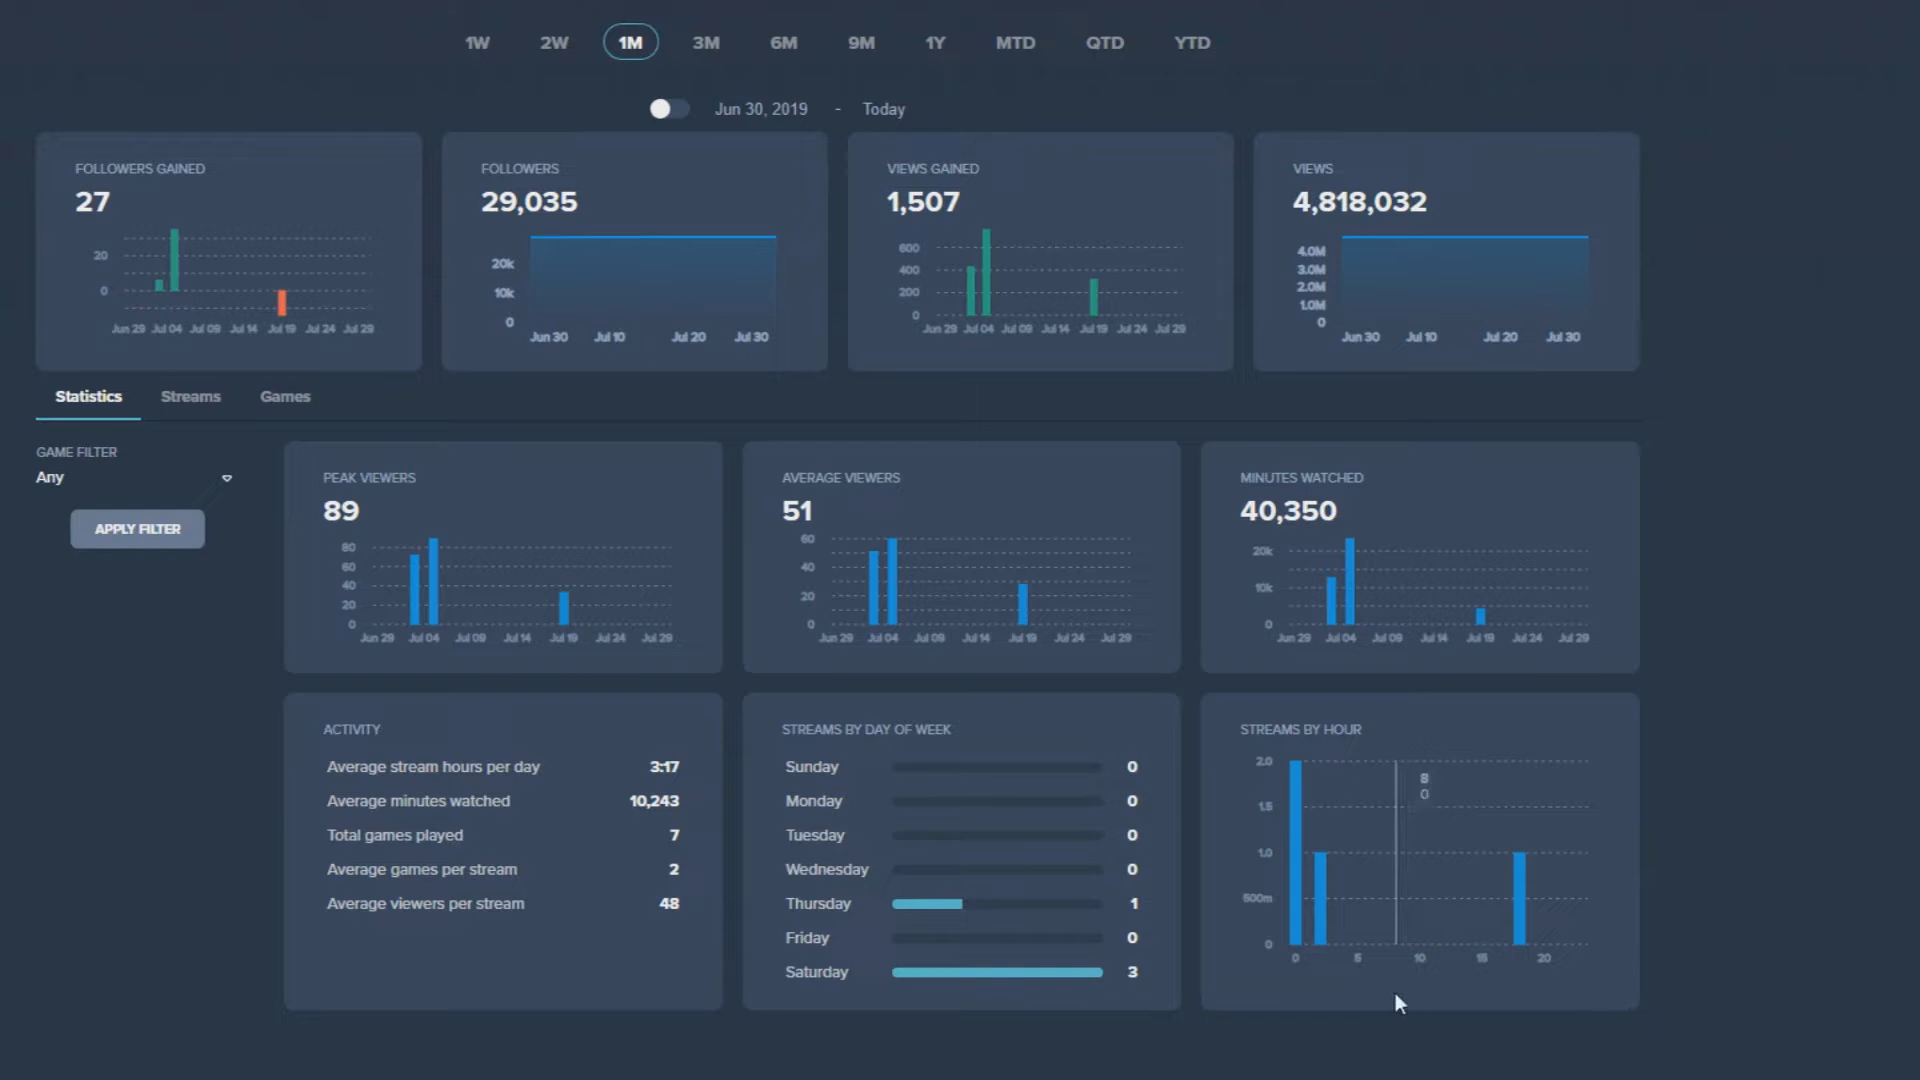 1W 2W 1M 3M 6M 9M 1Y MTD QTD YTD
Jun 30, 2019 - Today
FOLLOWERS GAINED
27
20
0
Jun 29 Jul 04 Jul 09 Jul 14 Jul 19 Jul 24 Jul 29
FOLLOWERS
29,035
20k
10k
0
Jun 30 Jul 10 Jul 20 Jul 30
VIEWS GAINED
1,507
600
400
200
0
Jun 29 Jul 04 Jul 09 Jul 14 Jul 19 Jul 24 Jul 29
VIEWS
4,818,032
4.0M
3.0M
2.0M
1.0M
0
Jun 30 Jul 10 Jul 20 Jul 30
Statistics Streams Games
GAME FILTER
Any
APPLY FILTER
PEAK VIEWERS
89
80
60
40
20
0
Jun 29 Jul 04 Jul 09 Jul 14 Jul 19 Jul 24 Jul 29
AVERAGE VIEWERS
51
60
40
20
0
Jun 29 Jul 04 Jul 09 Jul 14 Jul 19 Jul 24 Jul 29
MINUTES WATCHED
40,350
20k
10k
0
Jun 29 Jul 04 Jul 09 Jul 14 Jul 19 Jul 24 Jul 29
ACTIVITY
Average stream hours per day 3:17
Average minutes watched 10,243
Total games played 7
Average games per stream 2
Average viewers per stream 48
STREAMS BY DAY OF WEEK
Sunday 0
Monday 0
Tuesday 0
Wednesday 0
Thursday 1
Friday 0
Saturday 3
STREAMS BY HOUR
2.0
1.5
1.0
500m
0
8
0
0 5 10 15 20